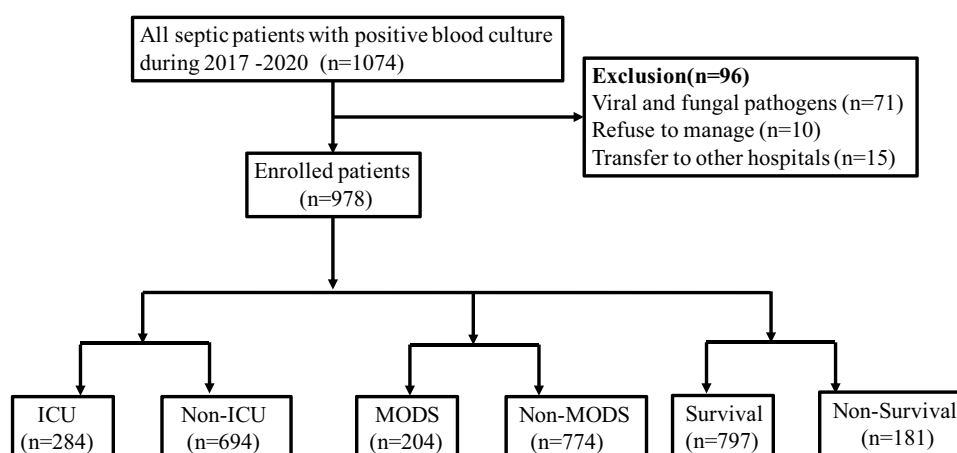 All septic patients with positive blood culture
during 2017 -2020 (n=1074)
Exclusion(n=96)
Viral and fungal pathogens (n=71)
Refuse to manage (n=10)
Transfer to other hospitals (n=15)
Enrolled patients
(n=978)
ICU
(n=284)
Non-ICU
(n=694)
MODS
(n=204)
Non-MODS
(n=774)
Survival
(n=797)
Non-Survival
(n=181)